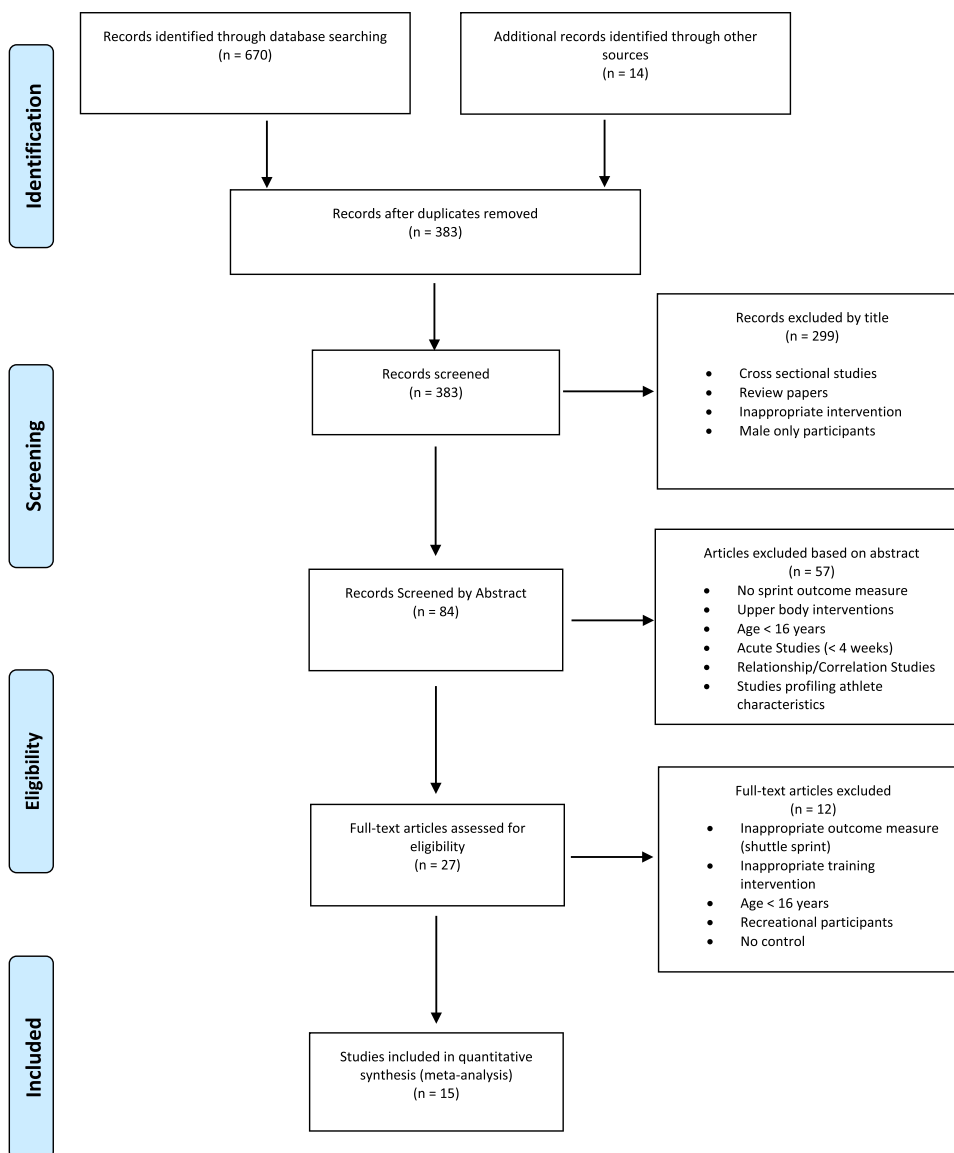 Records identified through database searching
(n = 670)
Additional records identified through other
sources
(n = 14)
Identification
Records after duplicates removed
(n = 383)
Records excluded by title
(n = 299)
• Cross sectional studies
• Review papers
• Inappropriate intervention
• Male only participants
Records screened
(n = 383)
Screening
Articles excluded based on abstract
(n = 57)
• No sprint outcome measure
• Upper body interventions
• Age < 16 years
• Acute Studies (< 4 weeks)
• Relationship/Correlation Studies
• Studies profiling athlete
characteristics
Records Screened by Abstract
(n = 84)
Eligibility
Full-text articles excluded
(n = 12)
• Inappropriate outcome measure
(shuttle sprint)
• Inappropriate training
intervention
• Age < 16 years
• Recreational participants
• No control
Full-text articles assessed for
eligibility
(n = 27)
Included
Studies included in quantitative
synthesis (meta-analysis)
(n = 15)